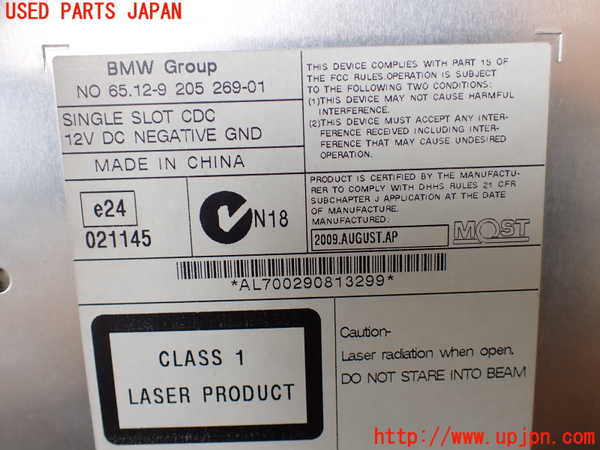 USED PARTS JAPAN
BMW Group
NO 65.12-9 205 269-01
SINGLE SLOT CDC
12V DC NEGATIVE GND
MADE IN CHINA
e24
021145
N18
THIS DEVICE COMPLIES WITH PART 15 OF
THE FCC RULES.OPERATION IS SUBJECT
TO THE FOLLOWING TWO CONDITIONS:
(1)THIS DEVICE MAY NOT CAUSE HARMFUL
INTERFERENCE.
(2)THIS DEVICE MUST ACCEPT ANY INTER-
FERENCE RECEIVED INCLUDING INTER-
FERENCE THAT MAY CAUSE UNDESIRED
OPERATION.
PRODUCT IS CERTIFIED BY THE MANUFACTU-
RER TO COMPLY WITH DHHS RULES 21 CFR
SUBCHAPTER J APPLICATION AT THE DATE
OF MANUFACTURE.
MANUFACTURED.
2009.AUGUST.AP
MOST
*AL700290813299*
CLASS 1
LASER PRODUCT
Caution-
Laser radiation when open.
DO NOT STARE INTO BEAM
http://www.upjpn.com/